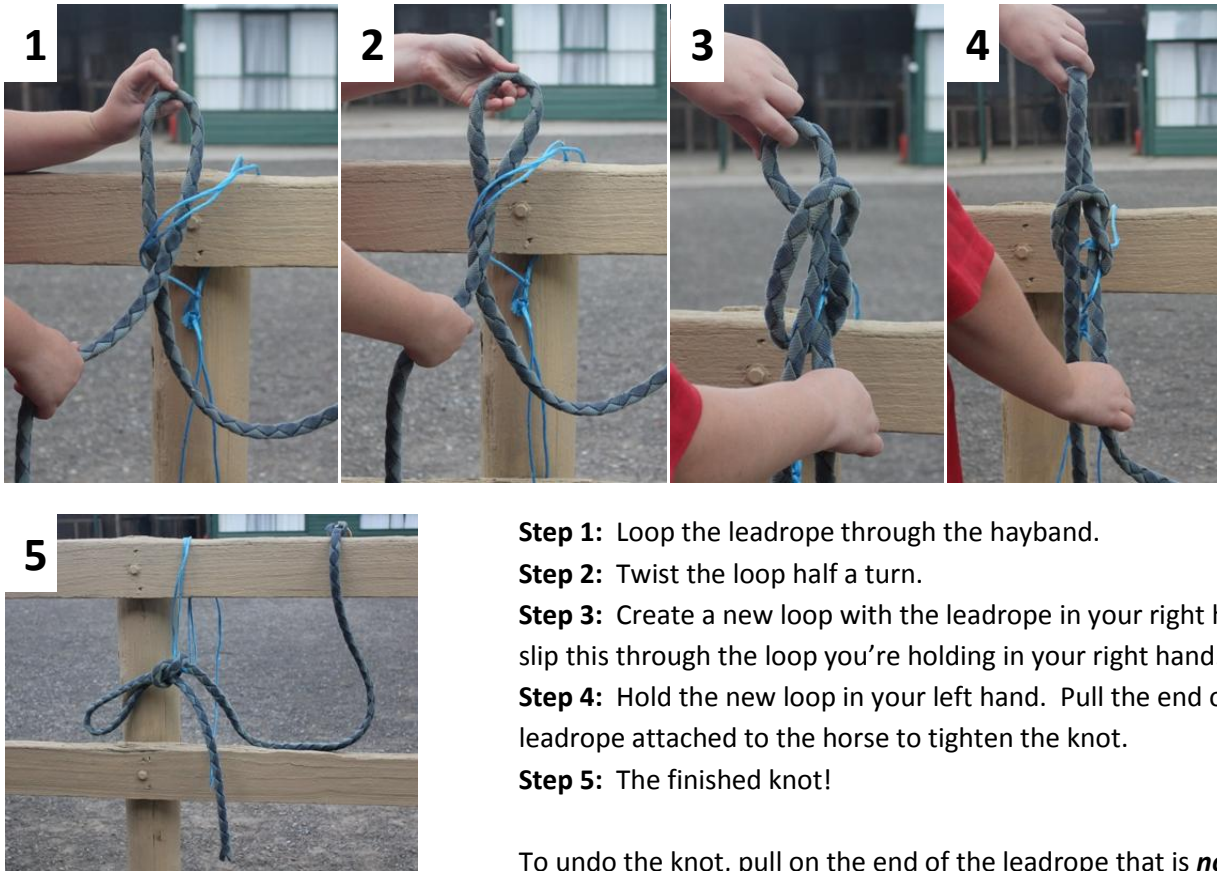 1
2
3
4
5
Step 1: Loop the leadrope through the hayband.
Step 2: Twist the loop half a turn.
Step 3: Create a new loop with the leadrope in your right
slip this through the loop you’re holding in your right hand
Step 4: Hold the new loop in your left hand. Pull the end
leadrope attached to the horse to tighten the knot.
Step 5: The finished knot!
To undo the knot, pull on the end of the leadrope that is